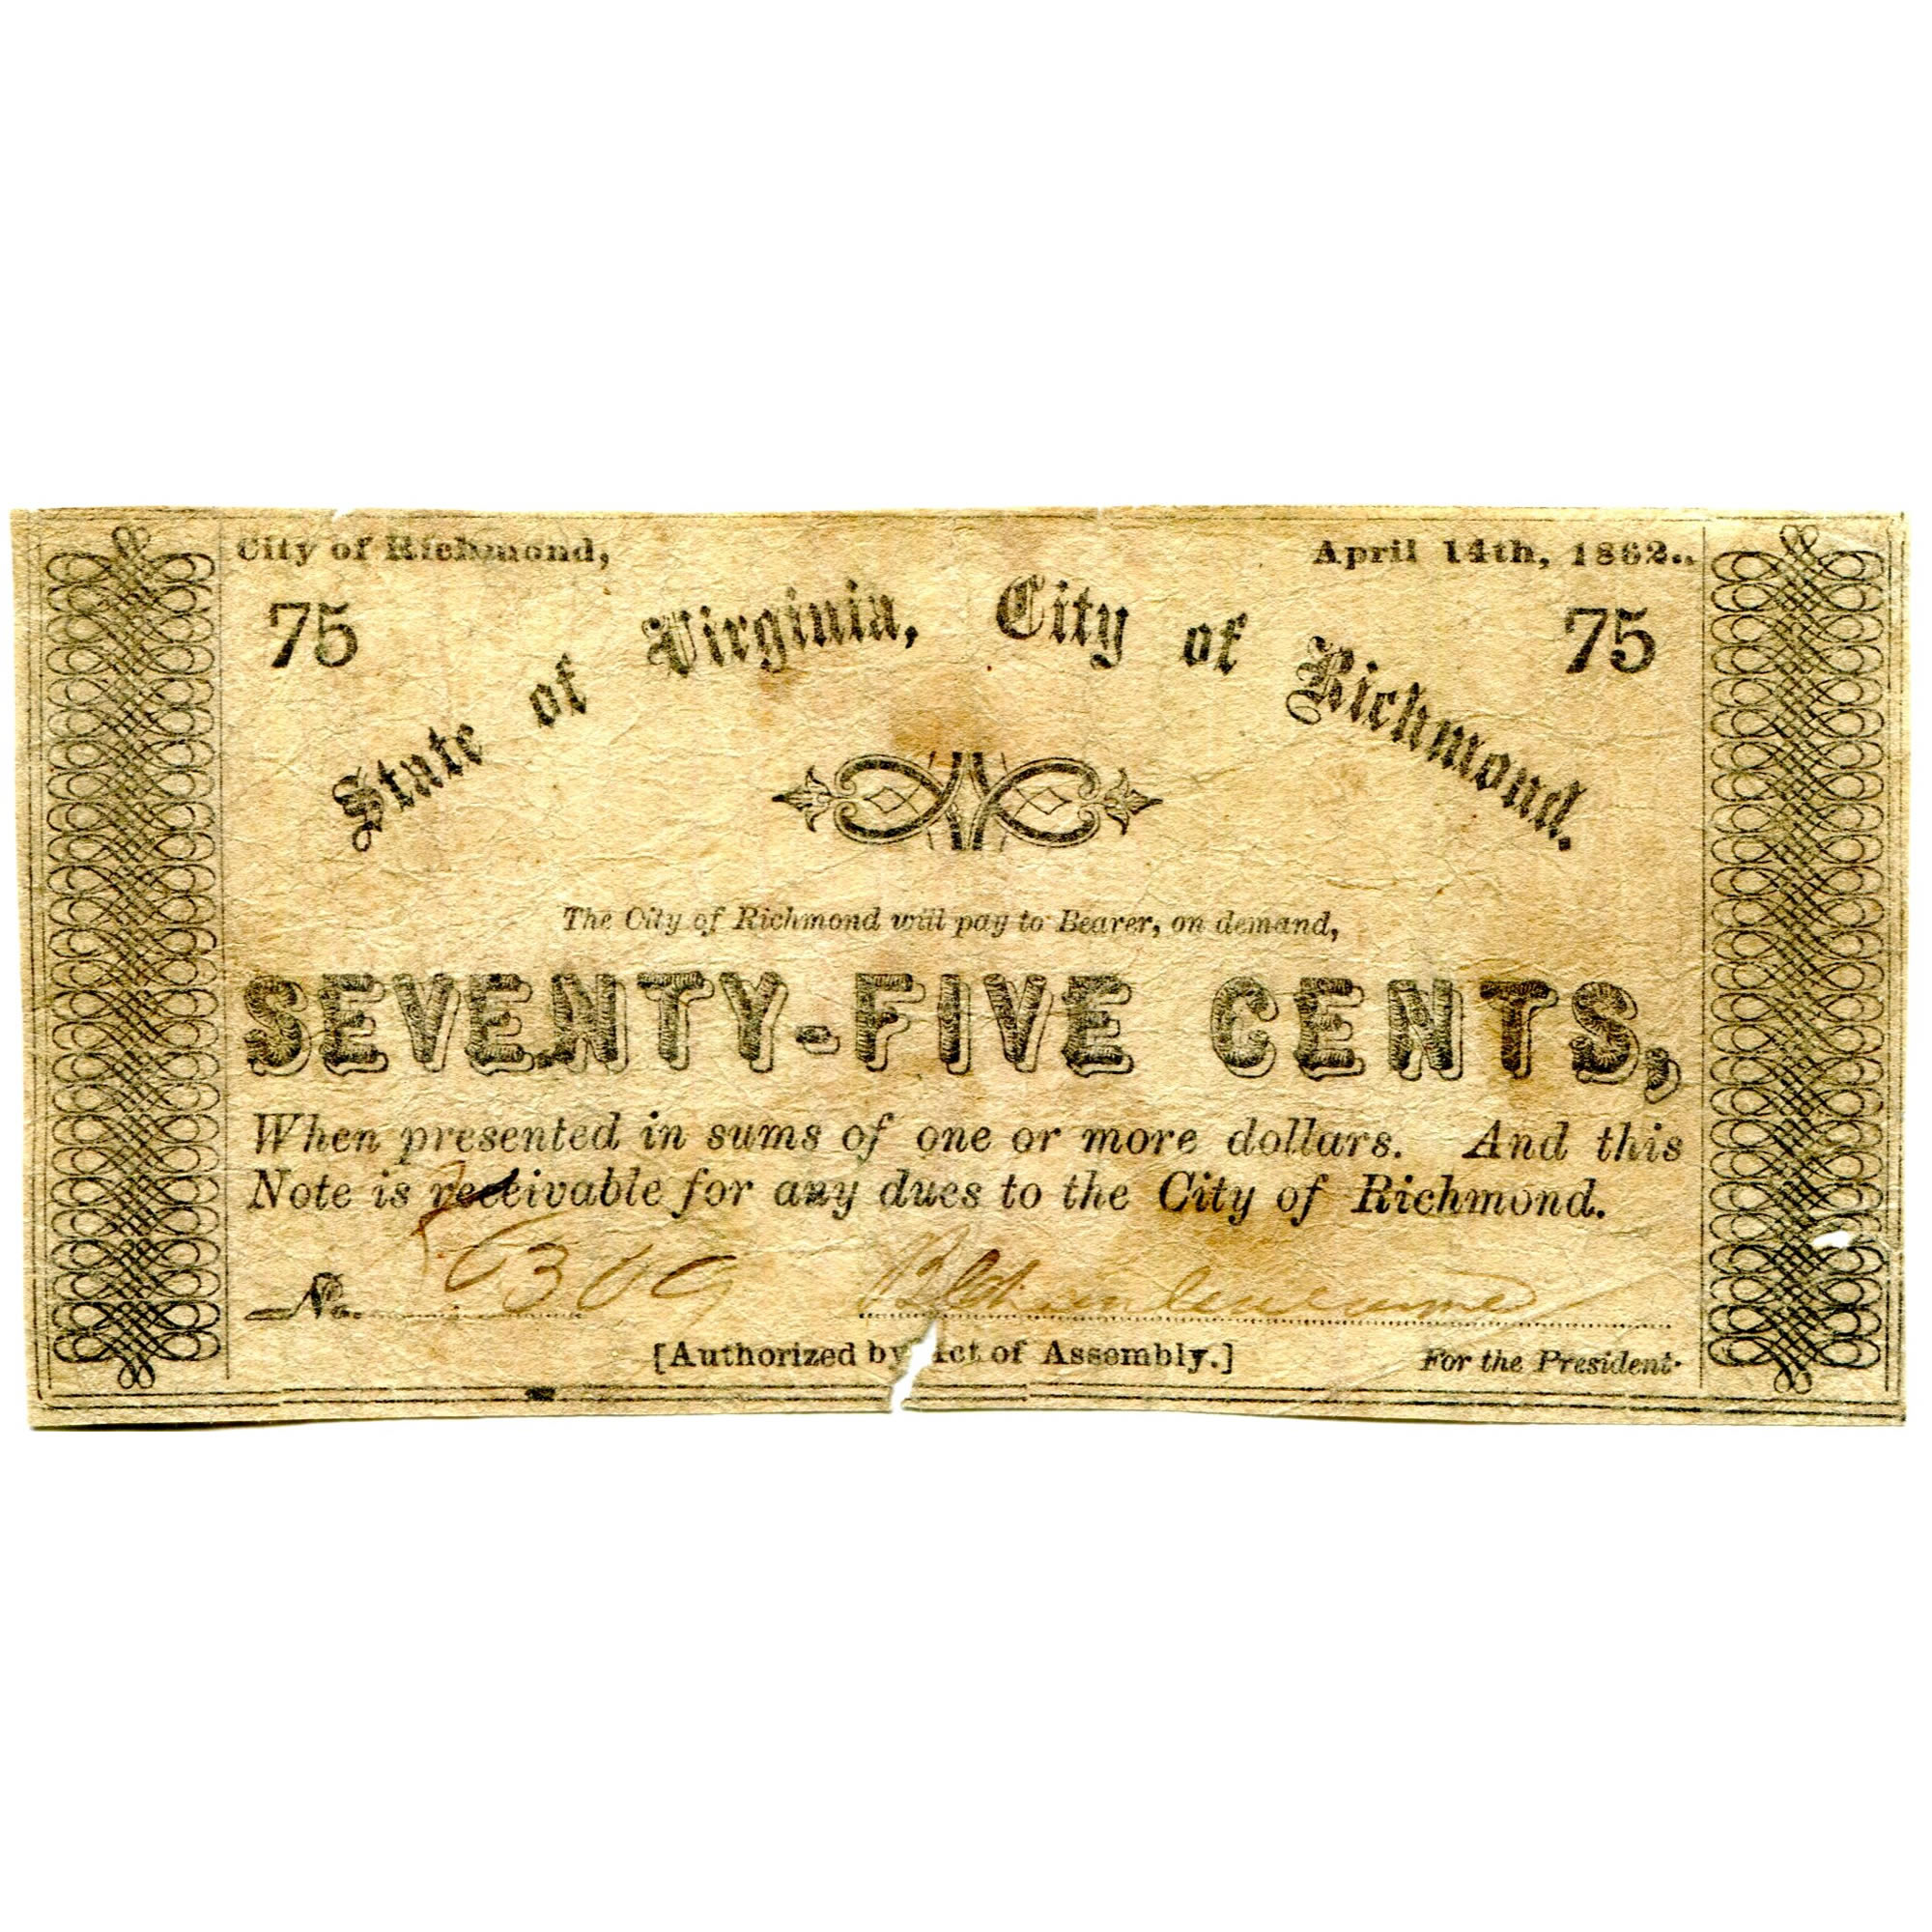 City of Richmond, April 14th, 1862.
75 75
State of Virginia, City of Richmond.
The City of Richmond will pay to Bearer, on demand,
SEVENTY-FIVE CENTS,
When presented in sums of one or more dollars. And this
Note is receivable for any dues to the City of Richmond.
No.
[Authorized by Act of Assembly.] For the President.